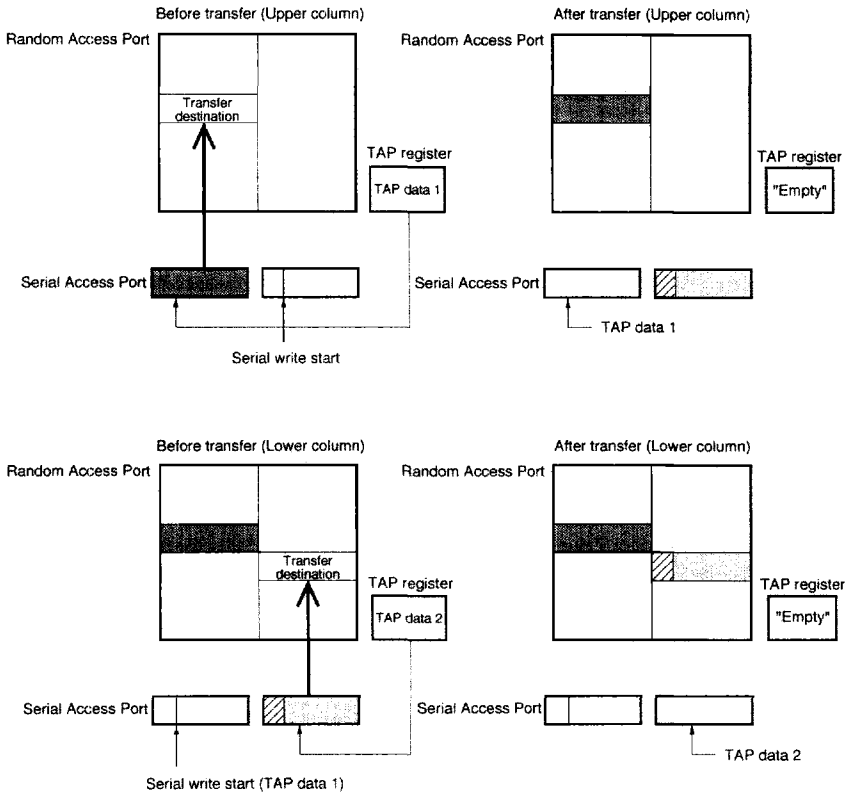 Before transfer (Upper column)
After transfer (Upper column)
Random Access Port
Random Access Port
Transfer
destination
TAP register
TAP data 1
TAP register
"Empty"
Serial Access Port
Serial Access Port
TAP data 1
Serial write start
Before transfer (Lower column)
After transfer (Lower column)
Random Access Port
Random Access Port
Transfer
destination
TAP register
TAP data 2
TAP register
"Empty"
Serial Access Port
Serial Access Port
TAP data 2
Serial write start (TAP data 1)